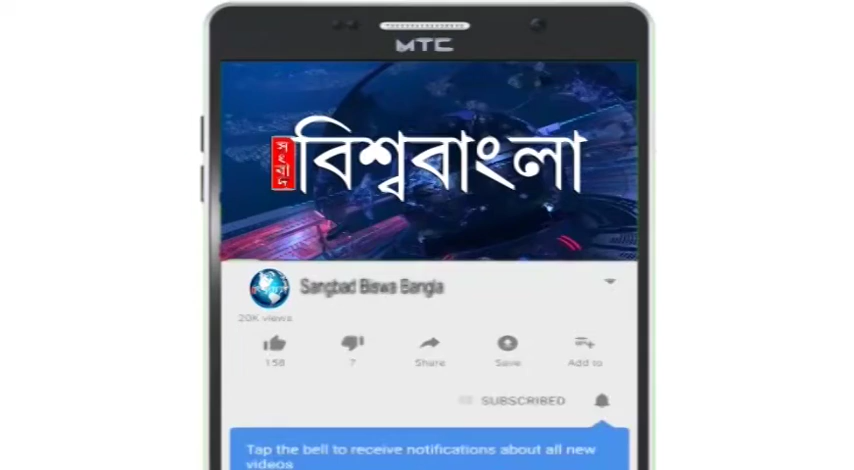 MTC
সংবাদ
বিশ্ববাংলা
Sangbad Biswa Bangla
20K views
158
7
Share
Save
Add to
SUBSCRIBED
Tap the bell to receive notifications about all new
videos